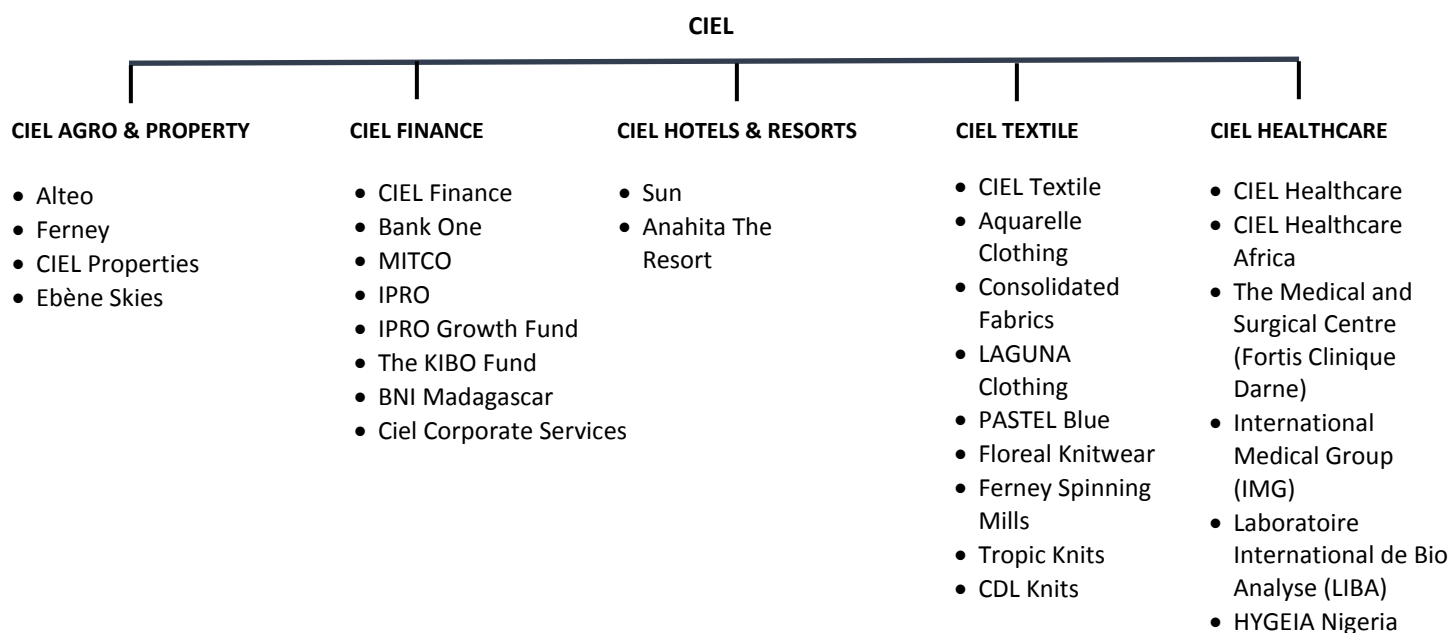 CIEL
CIEL AGRO & PROPERTY
• Alteo
• Ferney
• CIEL Properties
• Ebène Skies
CIEL FINANCE
• CIEL Finance
• Bank One
• MITCO
• IPRO
• IPRO Growth Fund
• The KIBO Fund
• BNI Madagascar
• Ciel Corporate Services
CIEL HOTELS & RESORTS
• Sun
• Anahita The
Resort
CIEL TEXTILE
• CIEL Textile
• Aquarelle
Clothing
• Consolidated
Fabrics
• LAGUNA
Clothing
• PASTEL Blue
• Floreal Knitwear
• Ferney Spinning
Mills
• Tropic Knits
• CDL Knits
CIEL HEALTHCARE
• CIEL Healthcare
• CIEL Healthcare
Africa
• The Medical and
Surgical Centre
(Fortis Clinique
Darne)
• International
Medical Group
(IMG)
• Laboratoire
International de Bio
Analyse (LIBA)
• HYGEIA Nigeria